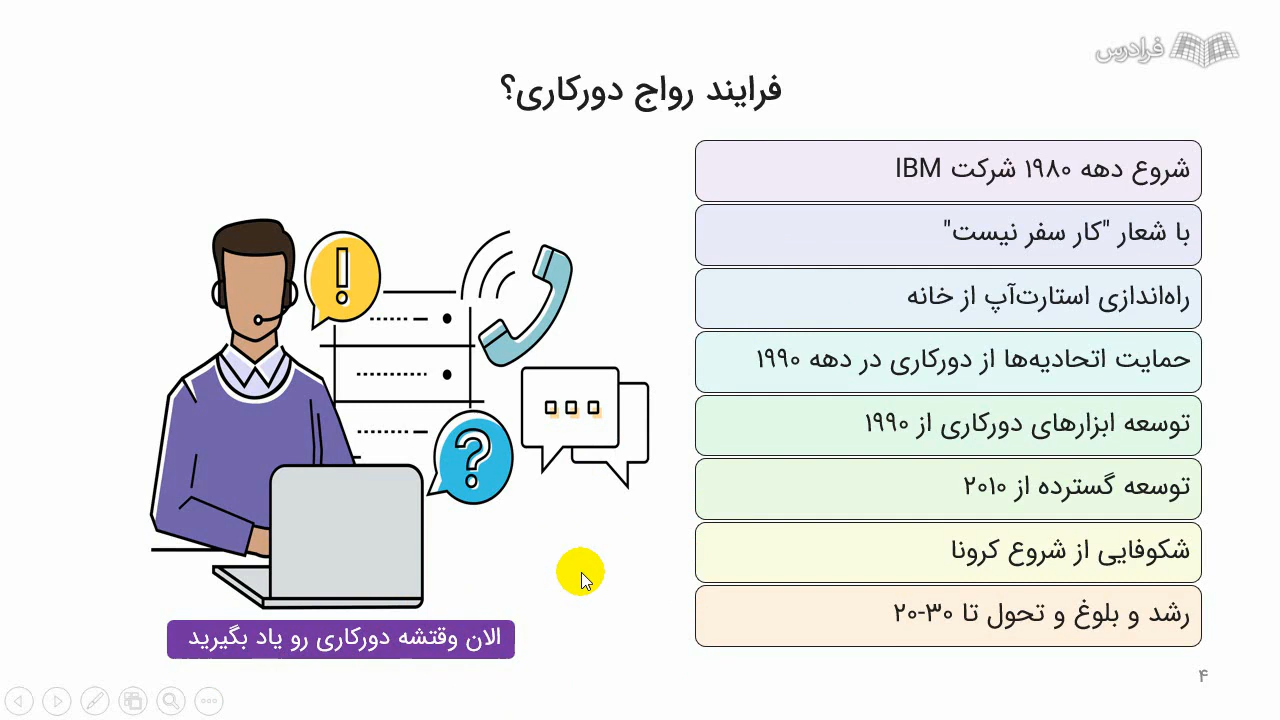 فرادرس
فرایند رواج دورکاری؟
شروع دهه ۱۹۸۰ شرکت IBM
با شعار "کار سفر نیست"
راه‌اندازی استارت‌آپ از خانه
حمایت اتحادیه‌ها از دورکاری در دهه ۱۹۹۰
توسعه ابزارهای دورکاری از ۱۹۹۰
توسعه گسترده از ۲۰۱۰
شکوفایی از شروع کرونا
رشد و بلوغ و تحول تا ۳۰-۲۰
الان وقتشه دورکاری رو یاد بگیرید
۴